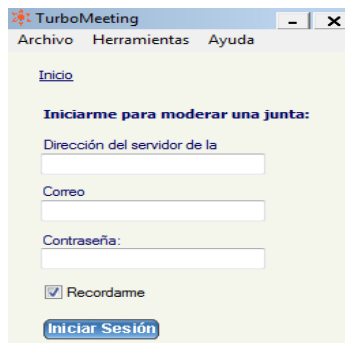 TurboMeeting
Archivo Herramientas Ayuda
Inicio
Iniciarme para moderar una junta:
Dirección del servidor de la
Correo
Contraseña:
Recordarme
Iniciar Sesión